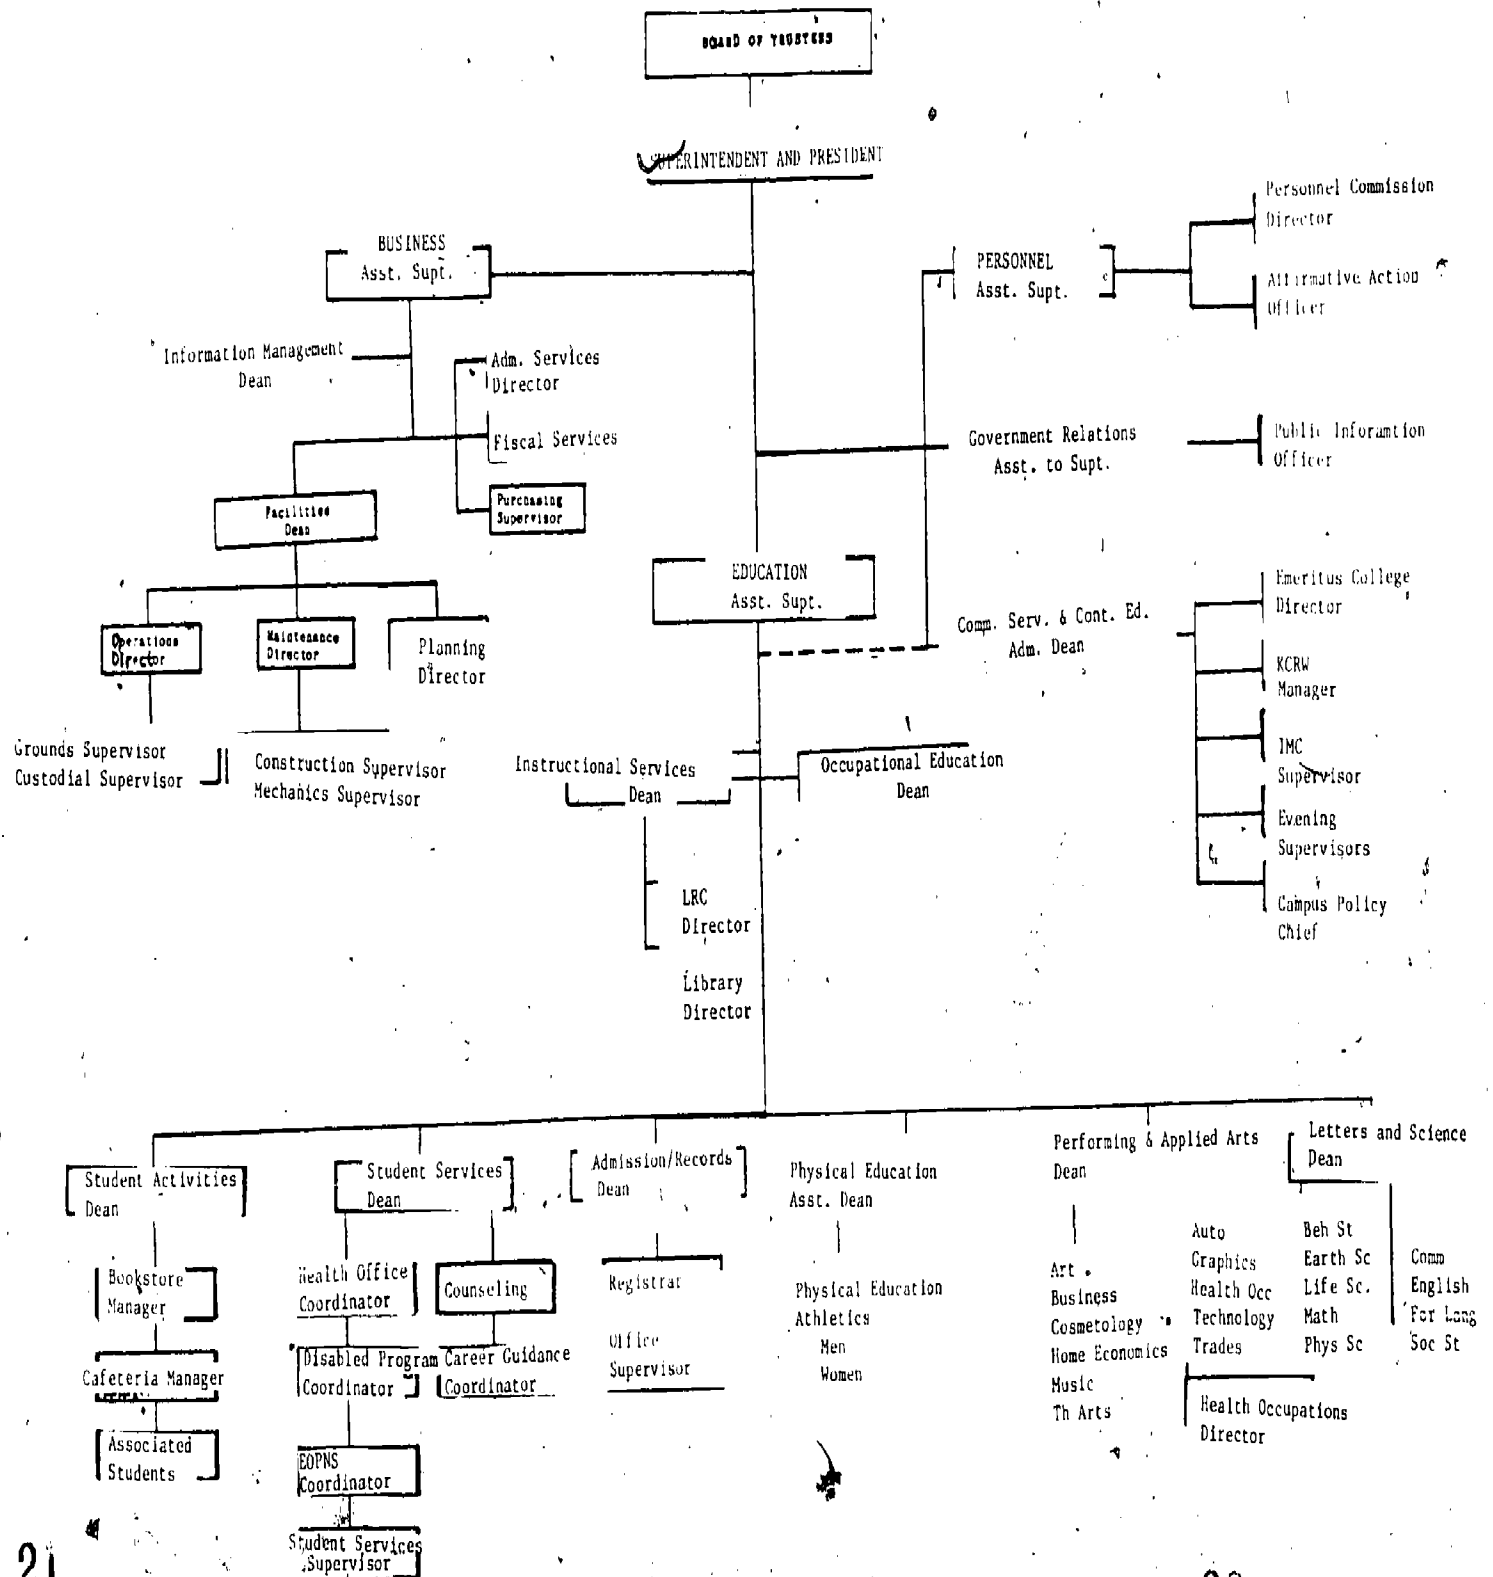 BOARD OF TRUSTEES
SUPERINTENDENT AND PRESIDENT
BUSINESS
Asst. Supt.
PERSONNEL
Asst. Supt.
Personnel Commission
Director
Affirmative Action
Officer
Information Management
Dean
Adm. Services
Director
Fiscal Services
Purchasing
Supervisor
Government Relations
Asst. to Supt.
Public Inforamtion
Officer
Facilities
Dean
EDUCATION
Asst. Supt.
Operations
Director
Maintenance
Director
Planning
Director
Comm. Serv. & Cont. Ed.
Adm. Dean
Emeritus College
Director
KCRW
Manager
IMC
Supervisor
Evening
Supervisors
Campus Policy
Chief
Grounds Supervisor
Custodial Supervisor
Construction Supervisor
Mechanics Supervisor
Instructional Services
Dean
Occupational Education
Dean
LRC
Director
Library
Director
Student Activities
Dean
Student Services
Dean
Admission/Records
Dean
Physical Education
Asst. Dean
Performing & Applied Arts
Dean
Letters and Science
Dean
Bookstore
Manager
Cafeteria Manager
Associated
Students
Health Office
Coordinator
Counseling
Disabled Program
Coordinator
Career Guidance
Coordinator
EOPNS
Coordinator
Student Services
Supervisor
Registrar
Office
Supervisor
Physical Education
Athletics
Men
Women
Art
Business
Cosmetology
Home Economics
Music
Th Arts
Auto
Graphics
Health Occ
Technology
Trades
Health Occupations
Director
Beh St
Earth Sc
Life Sc.
Math
Phys Sc
Comm
English
For Lang
Soc St
21